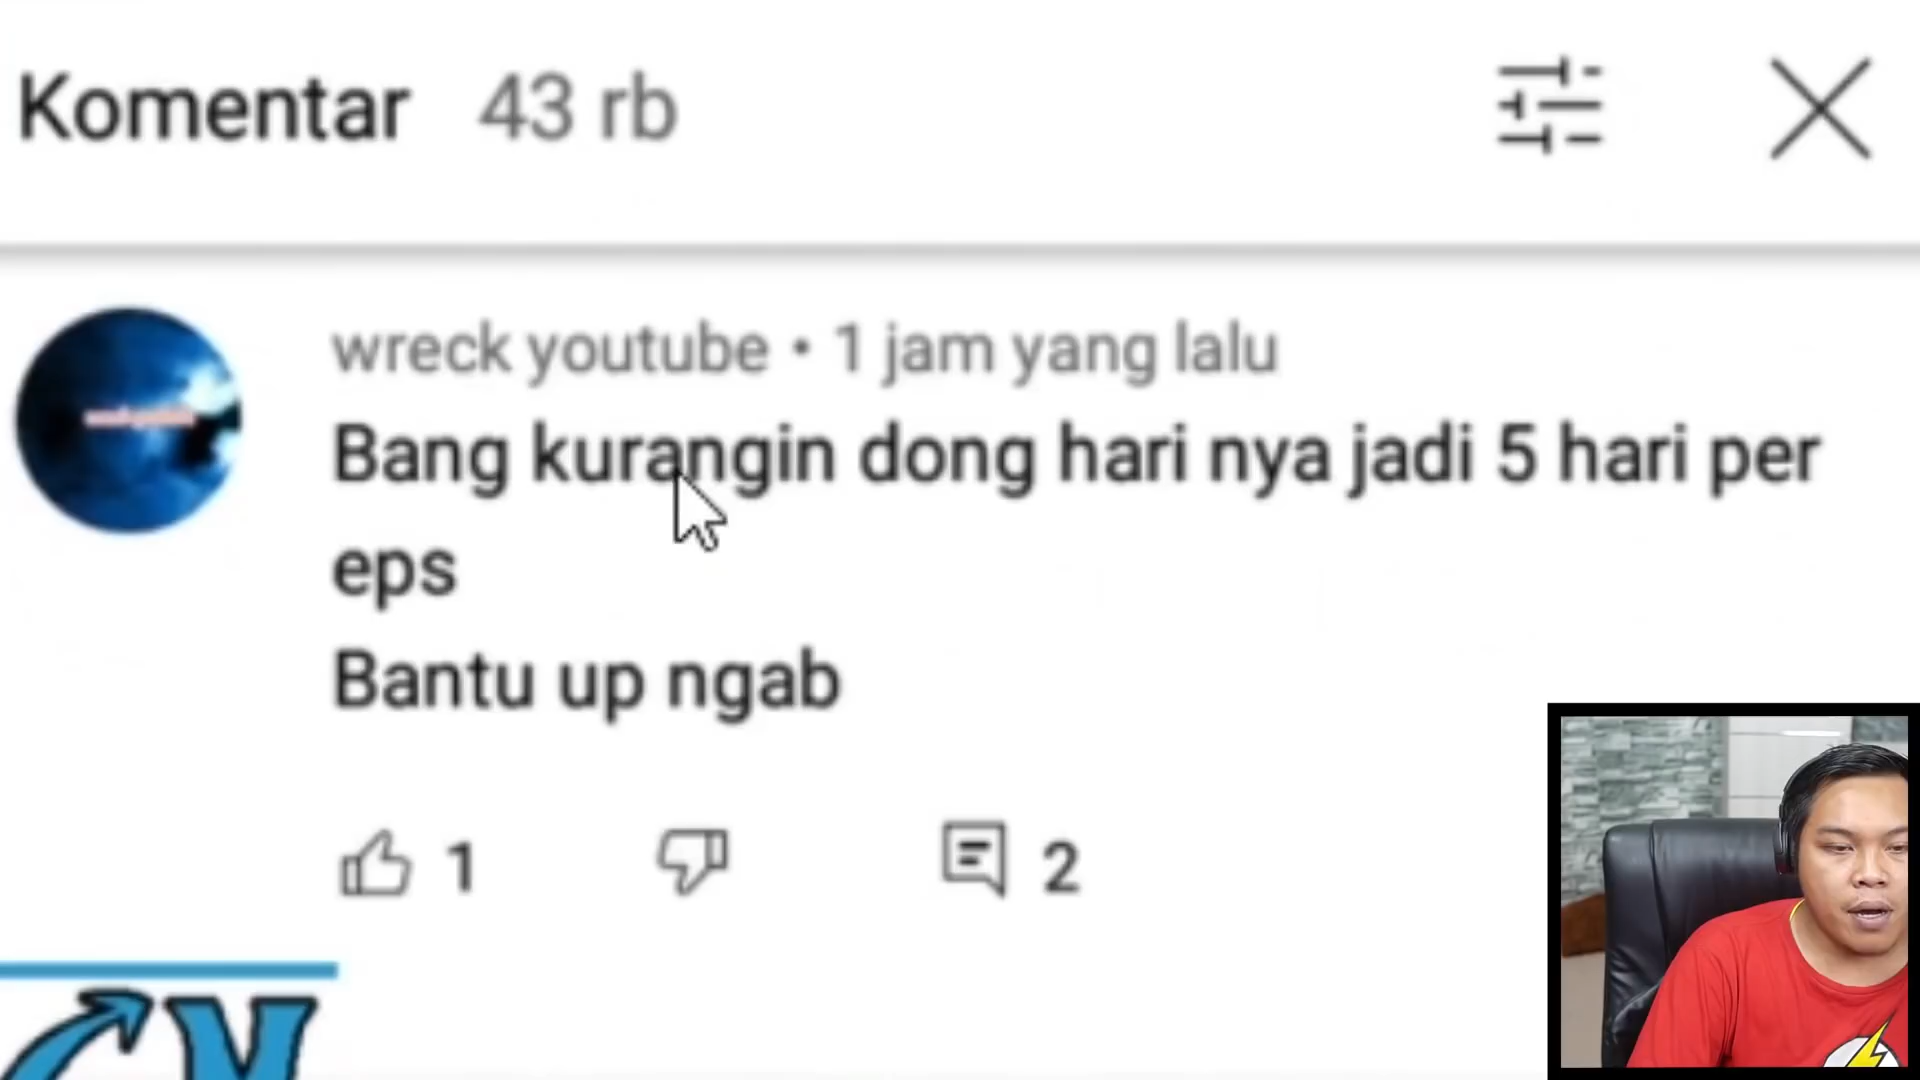 Komentar 43 rb
wreck youtube • 1 jam yang lalu
Bang kurangin dong hari nya jadi 5 hari per
eps
Bantu up ngab
1 2